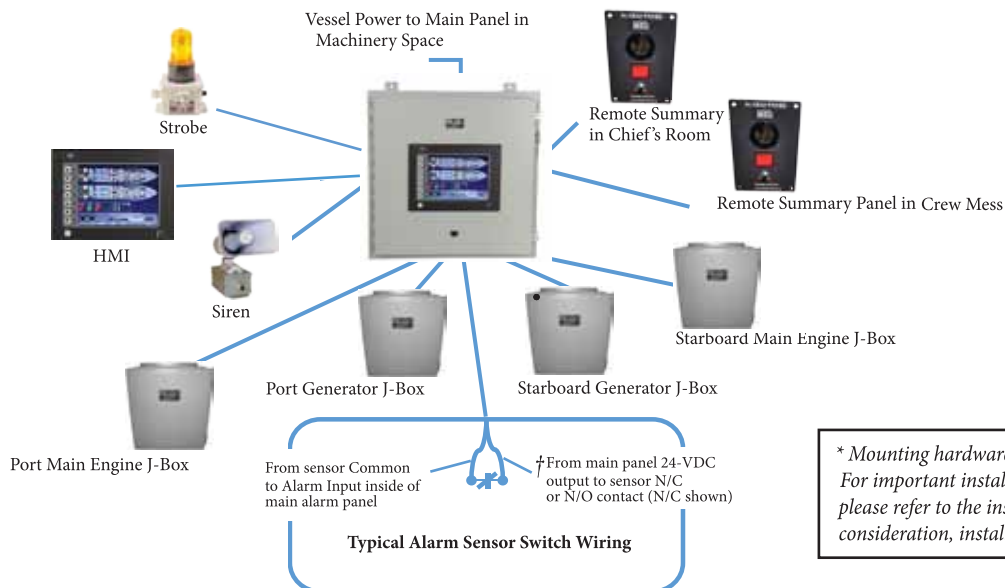 Vessel Power to Main Panel in
Machinery Space
Strobe
Remote Summary
in Chief's Room
Remote Summary Panel in Crew Mess
HMI
Siren
Starboard Main Engine J-Box
Port Generator J-Box
Starboard Generator J-Box
Port Main Engine J-Box
From sensor Common
to Alarm Input inside of
main alarm panel
†From main panel 24-VDC
output to sensor N/C
or N/O contact (N/C shown)
Typical Alarm Sensor Switch Wiring
* Mounting hardware
For important instal
please refer to the ins
consideration, instal